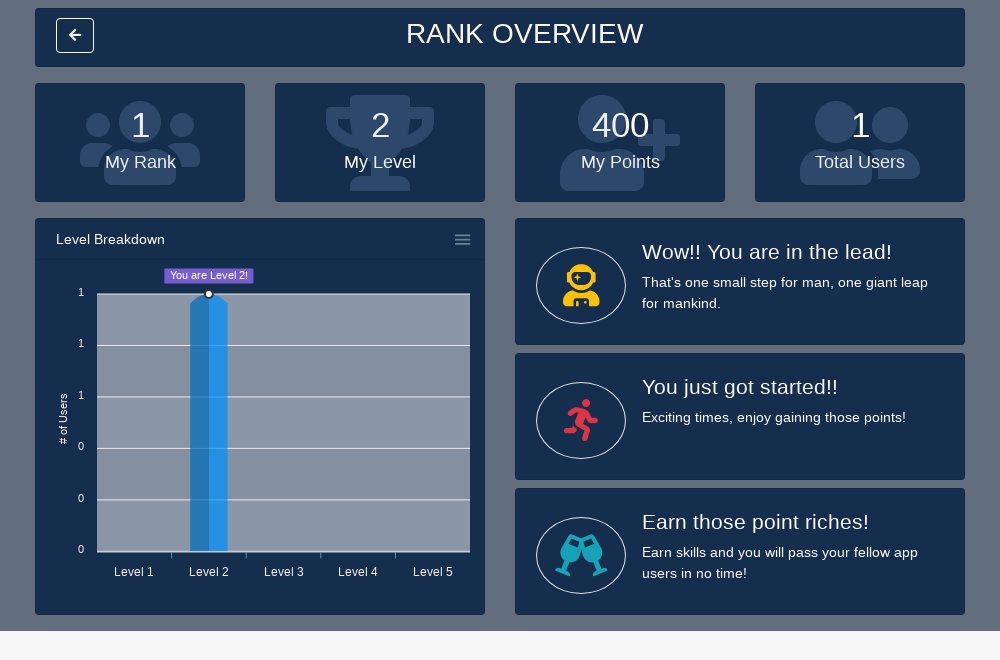 RANK OVERVIEW
1
My Rank
2
My Level
400
My Points
1
Total Users
Level Breakdown
You are Level 2!
1
1
1
0
0
0
# of Users
Level 1
Level 2
Level 3
Level 4
Level 5
Wow!! You are in the lead!
That's one small step for man, one giant leap
for mankind.
You just got started!!
Exciting times, enjoy gaining those points!
Earn those point riches!
Earn skills and you will pass your fellow app
users in no time!